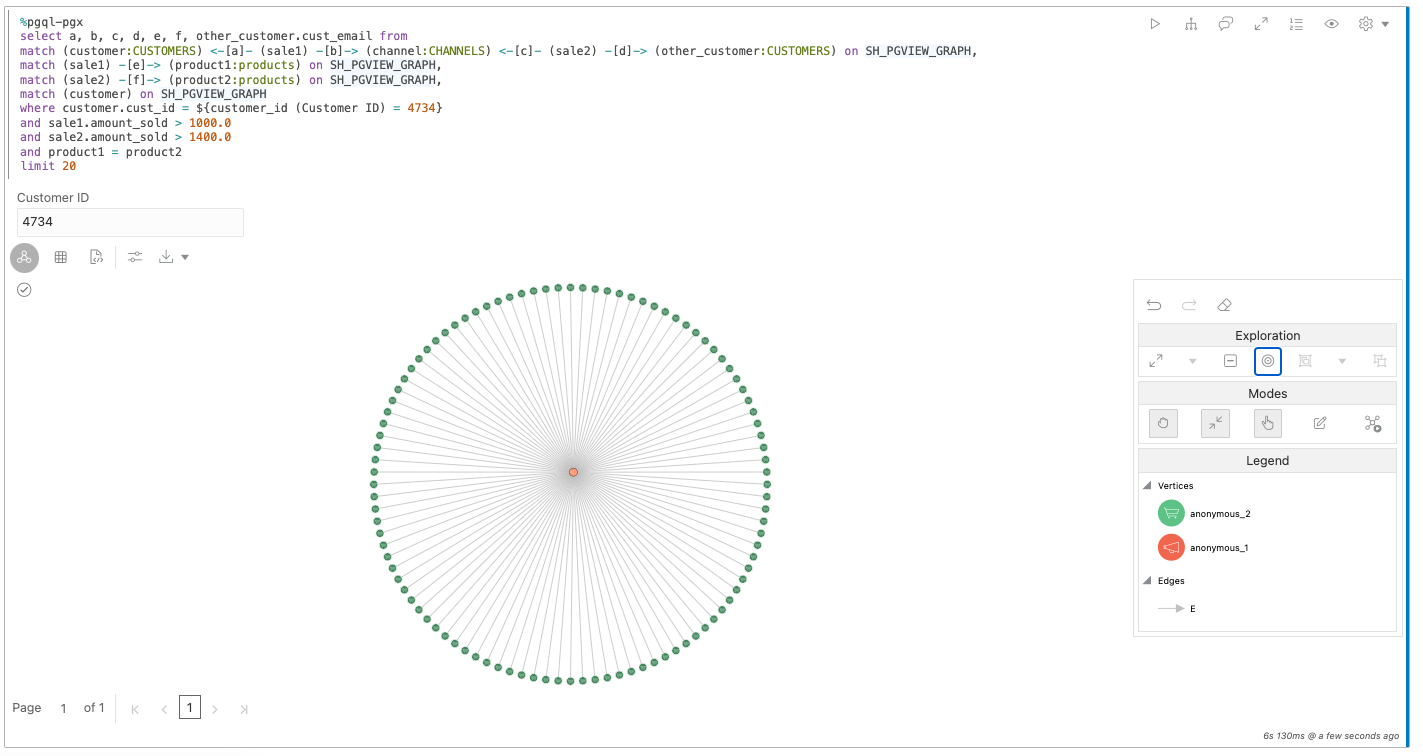 %pgql-pgx
select a, b, c, d, e, f, other_customer.cust_email from
match (customer:CUSTOMERS) <-[a]- (sale1) -[b]-> (channel:CHANNELS) <-[c]- (sale2) -[d]-> (other_customer:CUSTOMERS) on SH_PGVIEW_GRAPH,
match (sale1) -[e]-> (product1:products) on SH_PGVIEW_GRAPH,
match (sale2) -[f]-> (product2:products) on SH_PGVIEW_GRAPH,
match (customer) on SH_PGVIEW_GRAPH
where customer.cust_id = ${customer_id (Customer ID) = 4734}
and sale1.amount_sold > 1000.0
and sale2.amount_sold > 1400.0
and product1 = product2
limit 20
Customer ID
4734
Exploration
Modes
Legend
Vertices
anonymous_2
anonymous_1
Edges
E
Page 1 of 1 1
6s 130ms @ a few seconds ago